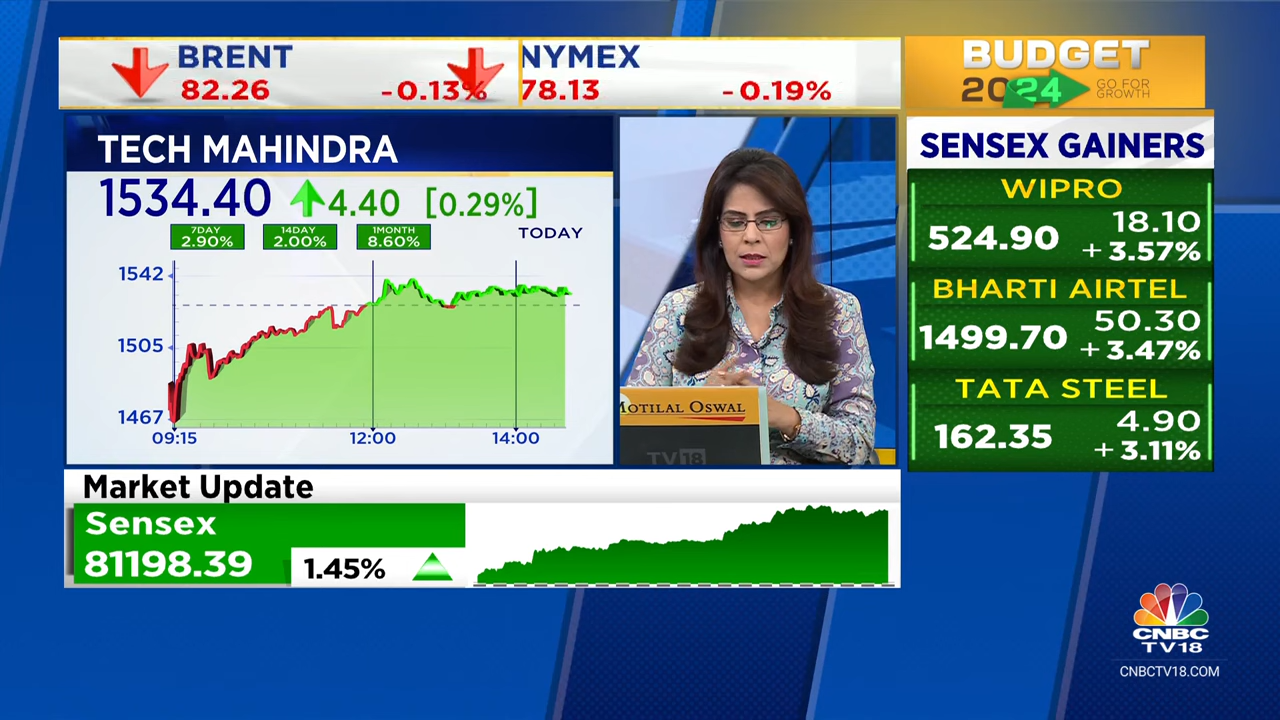 BRENT
82.26 -0.13%
NYMEX
78.13 -0.19%
BUDGET
2024 GO FOR
GROWTH
TECH MAHINDRA
1534.40 4.40 [0.29%]
7DAY
2.90%
14DAY
2.00%
1MONTH
8.60%
TODAY
1542
1505
1467
09:15 12:00 14:00
MOTILAL OSWAL
TV18
SENSEX GAINERS
WIPRO
524.90 18.10
+ 3.57%
BHARTI AIRTEL
1499.70 50.30
+ 3.47%
TATA STEEL
162.35 4.90
+ 3.11%
Market Update
Sensex
81198.39 1.45%
CNBC
TV18
CNBCTV18.COM